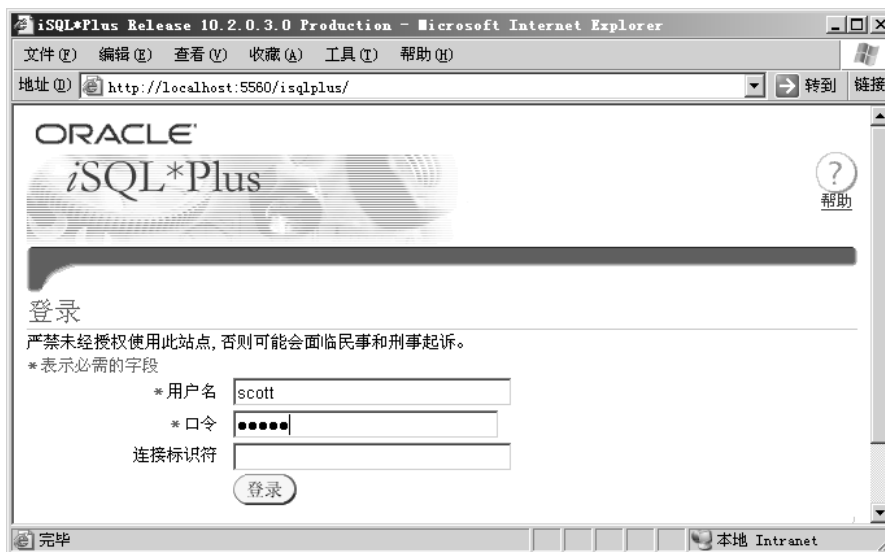 iSQL*Plus Release 10.2.0.3.0 Production - Microsoft Internet Explorer
文件(F) 编辑(E) 查看(V) 收藏(A) 工具(T) 帮助(H)
地址(D) http://localhost:5560/isqlplus/ 转到 链接
ORACLE
iSQL*Plus
?
帮助
登录
严禁未经授权使用此站点,否则可能会面临民事和刑事起诉。
*表示必需的字段
*用户名 scott
*口令 ●●●●●
连接标识符
登录
完毕 本地 Intranet